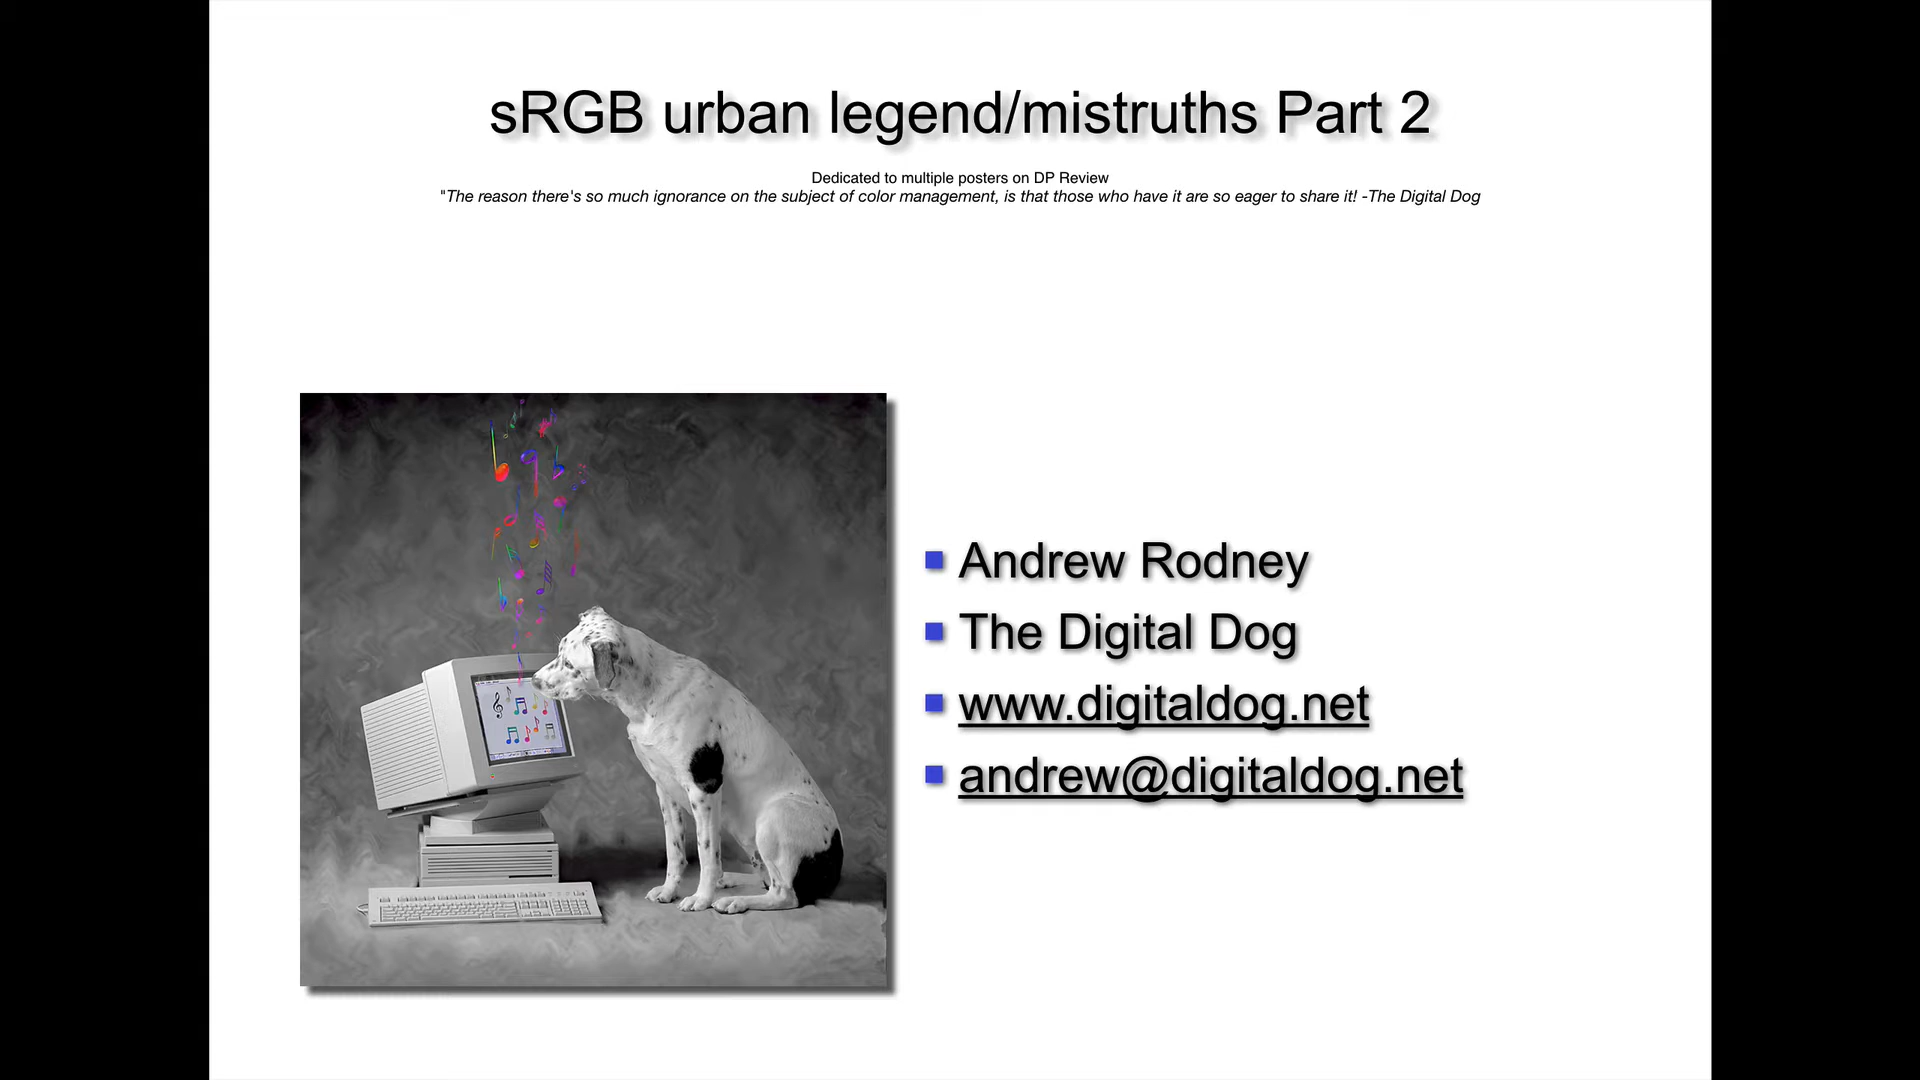 sRGB urban legend/mistruths Part 2
Dedicated to multiple posters on DP Review
"The reason there's so much ignorance on the subject of color management, is that those who have it are so eager to share it! -The Digital Dog
Andrew Rodney
The Digital Dog
www.digitaldog.net
andrew@digitaldog.net